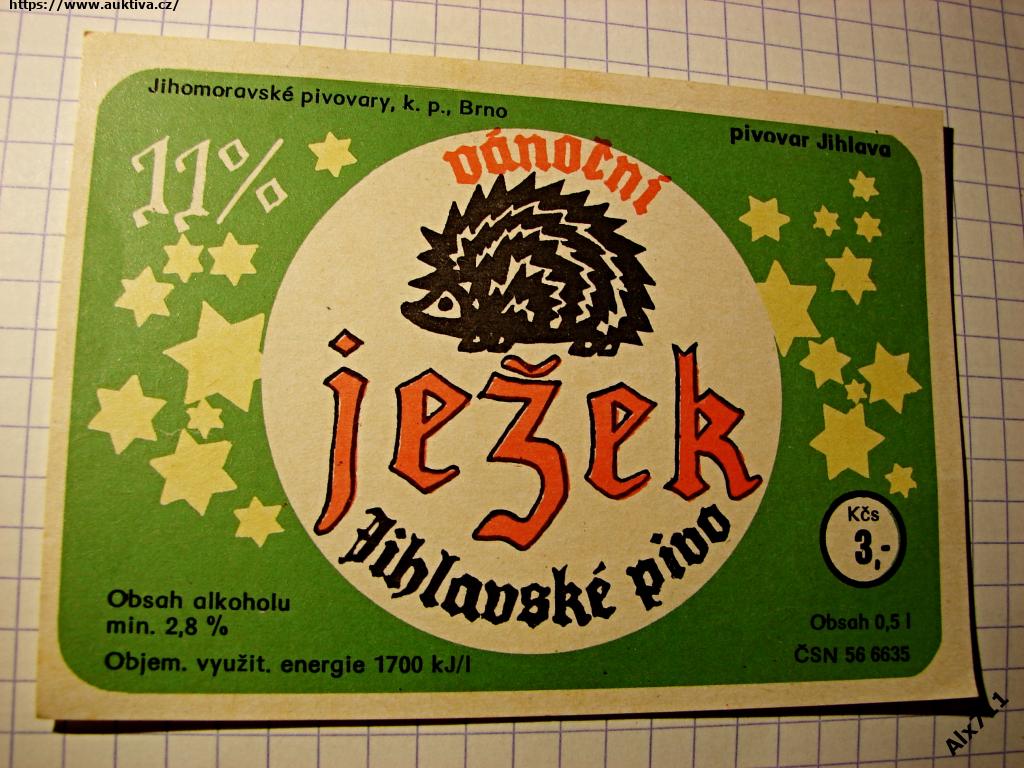 https://www.auktiva.cz/
Jihomoravské pivovary, k. p., Brno
pivovar Jihlava
11%
vánoční
ježek
Jihlavské pivo
Kčs
3,-
Obsah alkoholu
min. 2,8 %
Objem. využit. energie 1700 kJ/l
Obsah 0,5 l
ČSN 56 6635